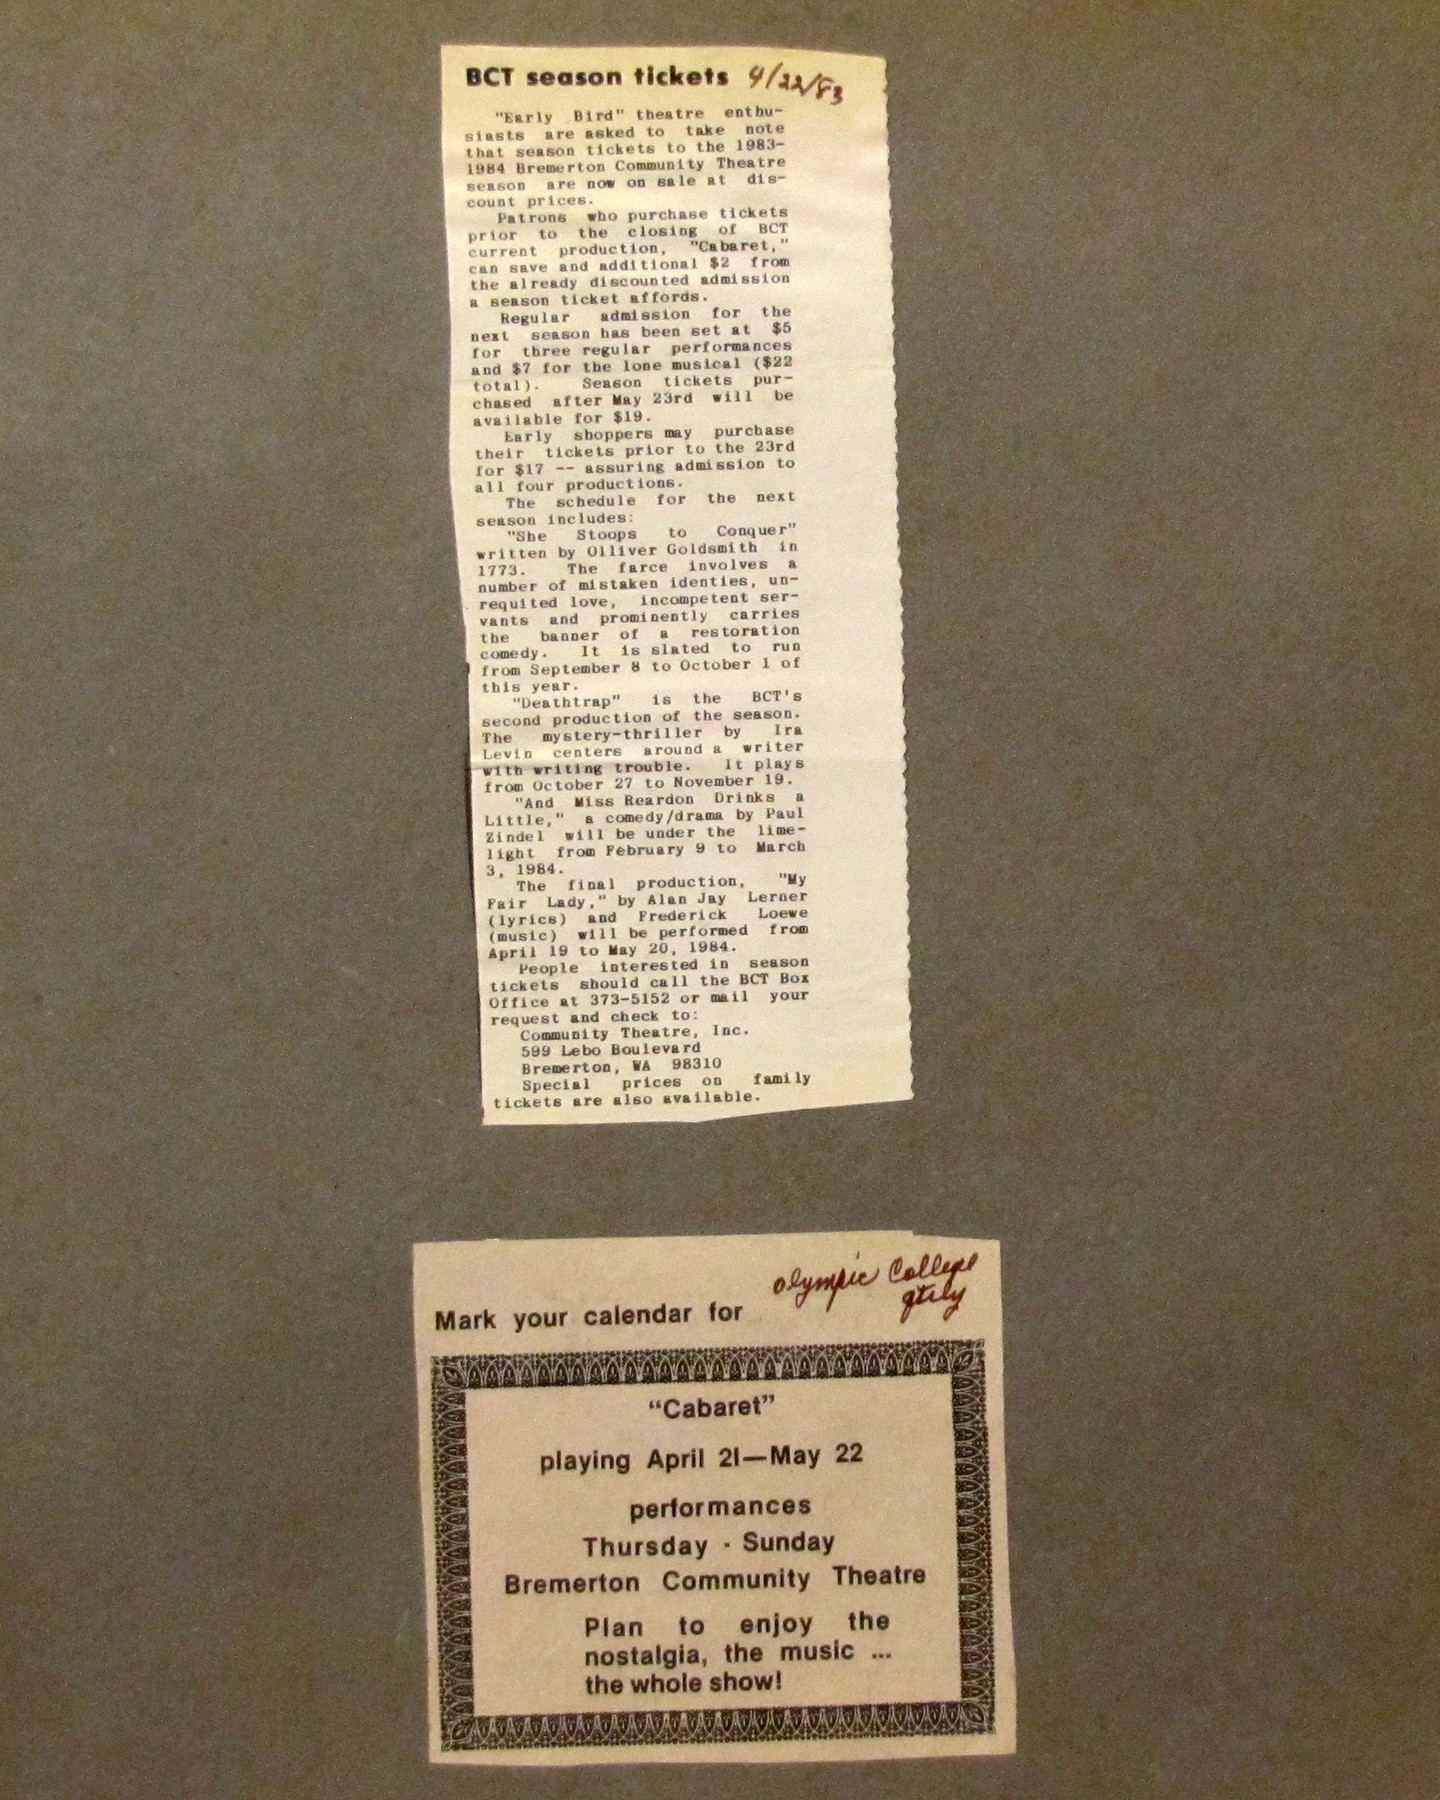 BCT season tickets 4/22/83
"Early Bird" theatre enthu-
siasts are asked to take note
that season tickets to the 1983-
1984 Bremerton Community Theatre
season are now on sale at dis-
count prices.
Patrons who purchase tickets
prior to the closing of BCT
current production, "Cabaret,"
can save and additional $2 from
the already discounted admission
a season ticket affords.
Regular admission for the
next season has been set at $5
for three regular performances
and $7 for the lone musical ($22
total). Season tickets pur-
chased after May 23rd will be
available for $19.
Early shoppers may purchase
their tickets prior to the 23rd
for $17 -- assuring admission to
all four productions.
The schedule for the next
season includes:
"She Stoops to Conquer"
written by Olliver Goldsmith in
1773. The farce involves a
number of mistaken identies, un-
requited love, incompetent ser-
vants and prominently carries
the banner of a restoration
comedy. It is slated to run
from September 8 to October 1 of
this year.
"Deathtrap" is the BCT's
second production of the season.
The mystery-thriller by Ira
Levin centers around a writer
with writing trouble. It plays
from October 27 to November 19.
"And Miss Reardon Drinks a
Little," a comedy/drama by Paul
Zindel will be under the lime-
light from February 9 to March
3, 1984.
The final production, "My
Fair Lady," by Alan Jay Lerner
(lyrics) and Frederick Loewe
(music) will be performed from
April 19 to May 20, 1984.
People interested in season
tickets should call the BCT Box
Office at 373-5152 or mail your
request and check to:
Community Theatre, Inc.
599 Lebo Boulevard
Bremerton, WA 98310
Special prices on family
tickets are also available.
Olympic College
qtrly
Mark your calendar for
"Cabaret"
playing April 21—May 22
performances
Thursday - Sunday
Bremerton Community Theatre
Plan to enjoy the
nostalgia, the music ...
the whole show!